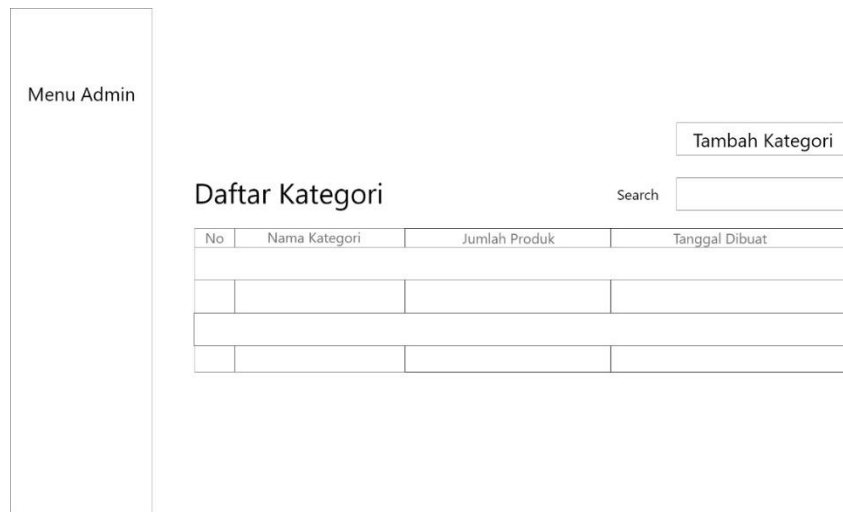 Menu Admin
Tambah Kategori
Daftar Kategori
Search
No Nama Kategori Jumlah Produk Tanggal Dibuat